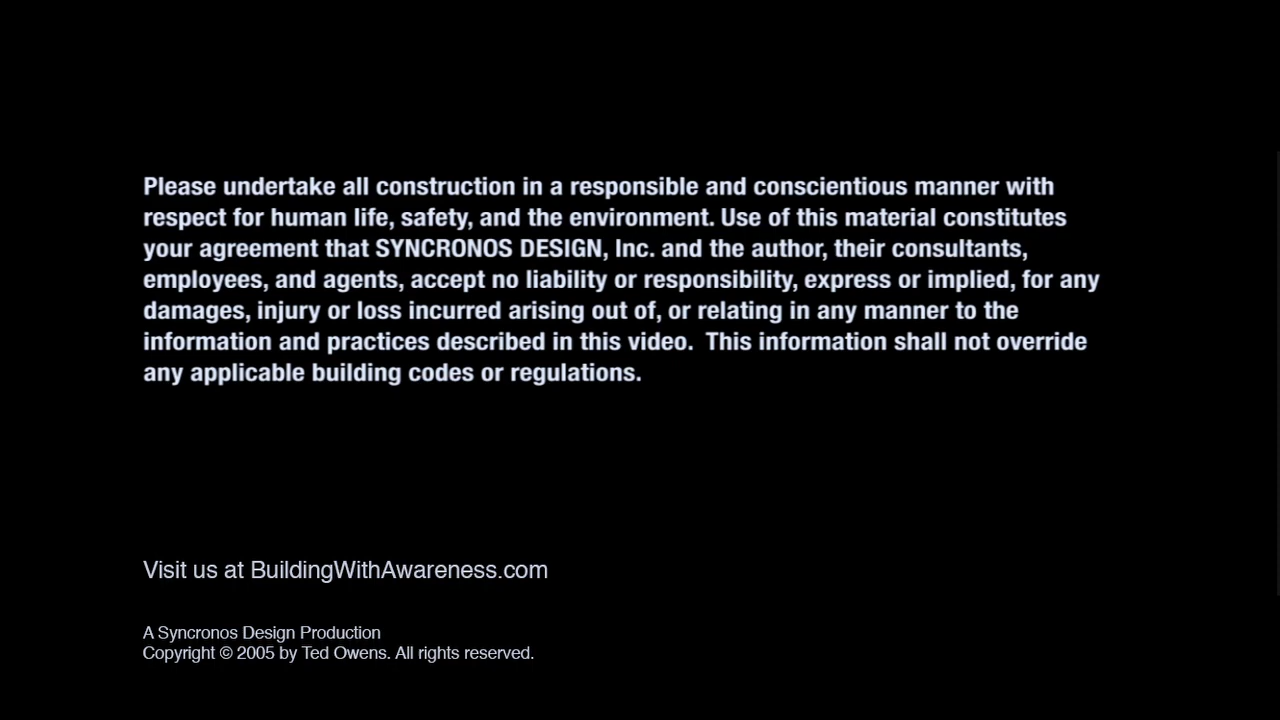 Please undertake all construction in a responsible and conscientious manner with
respect for human life, safety, and the environment. Use of this material constitutes
your agreement that SYNCRONOS DESIGN, Inc. and the author, their consultants,
employees, and agents, accept no liability or responsibility, express or implied, for any
damages, injury or loss incurred arising out of, or relating in any manner to the
information and practices described in this video.  This information shall not override
any applicable building codes or regulations.
Visit us at BuildingWithAwareness.com
A Syncronos Design Production
Copyright © 2005 by Ted Owens. All rights reserved.